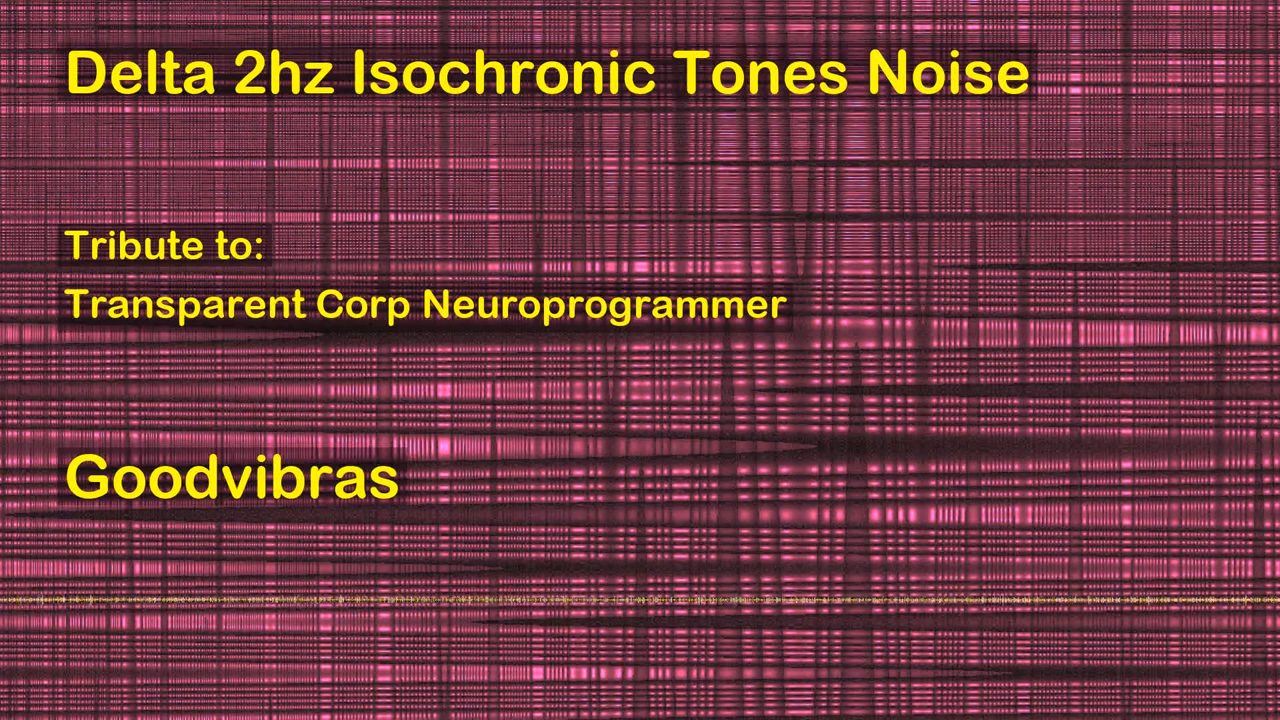 Delta 2hz Isochronic Tones Noise
Tribute to:
Transparent Corp Neuroprogrammer
Goodvibras